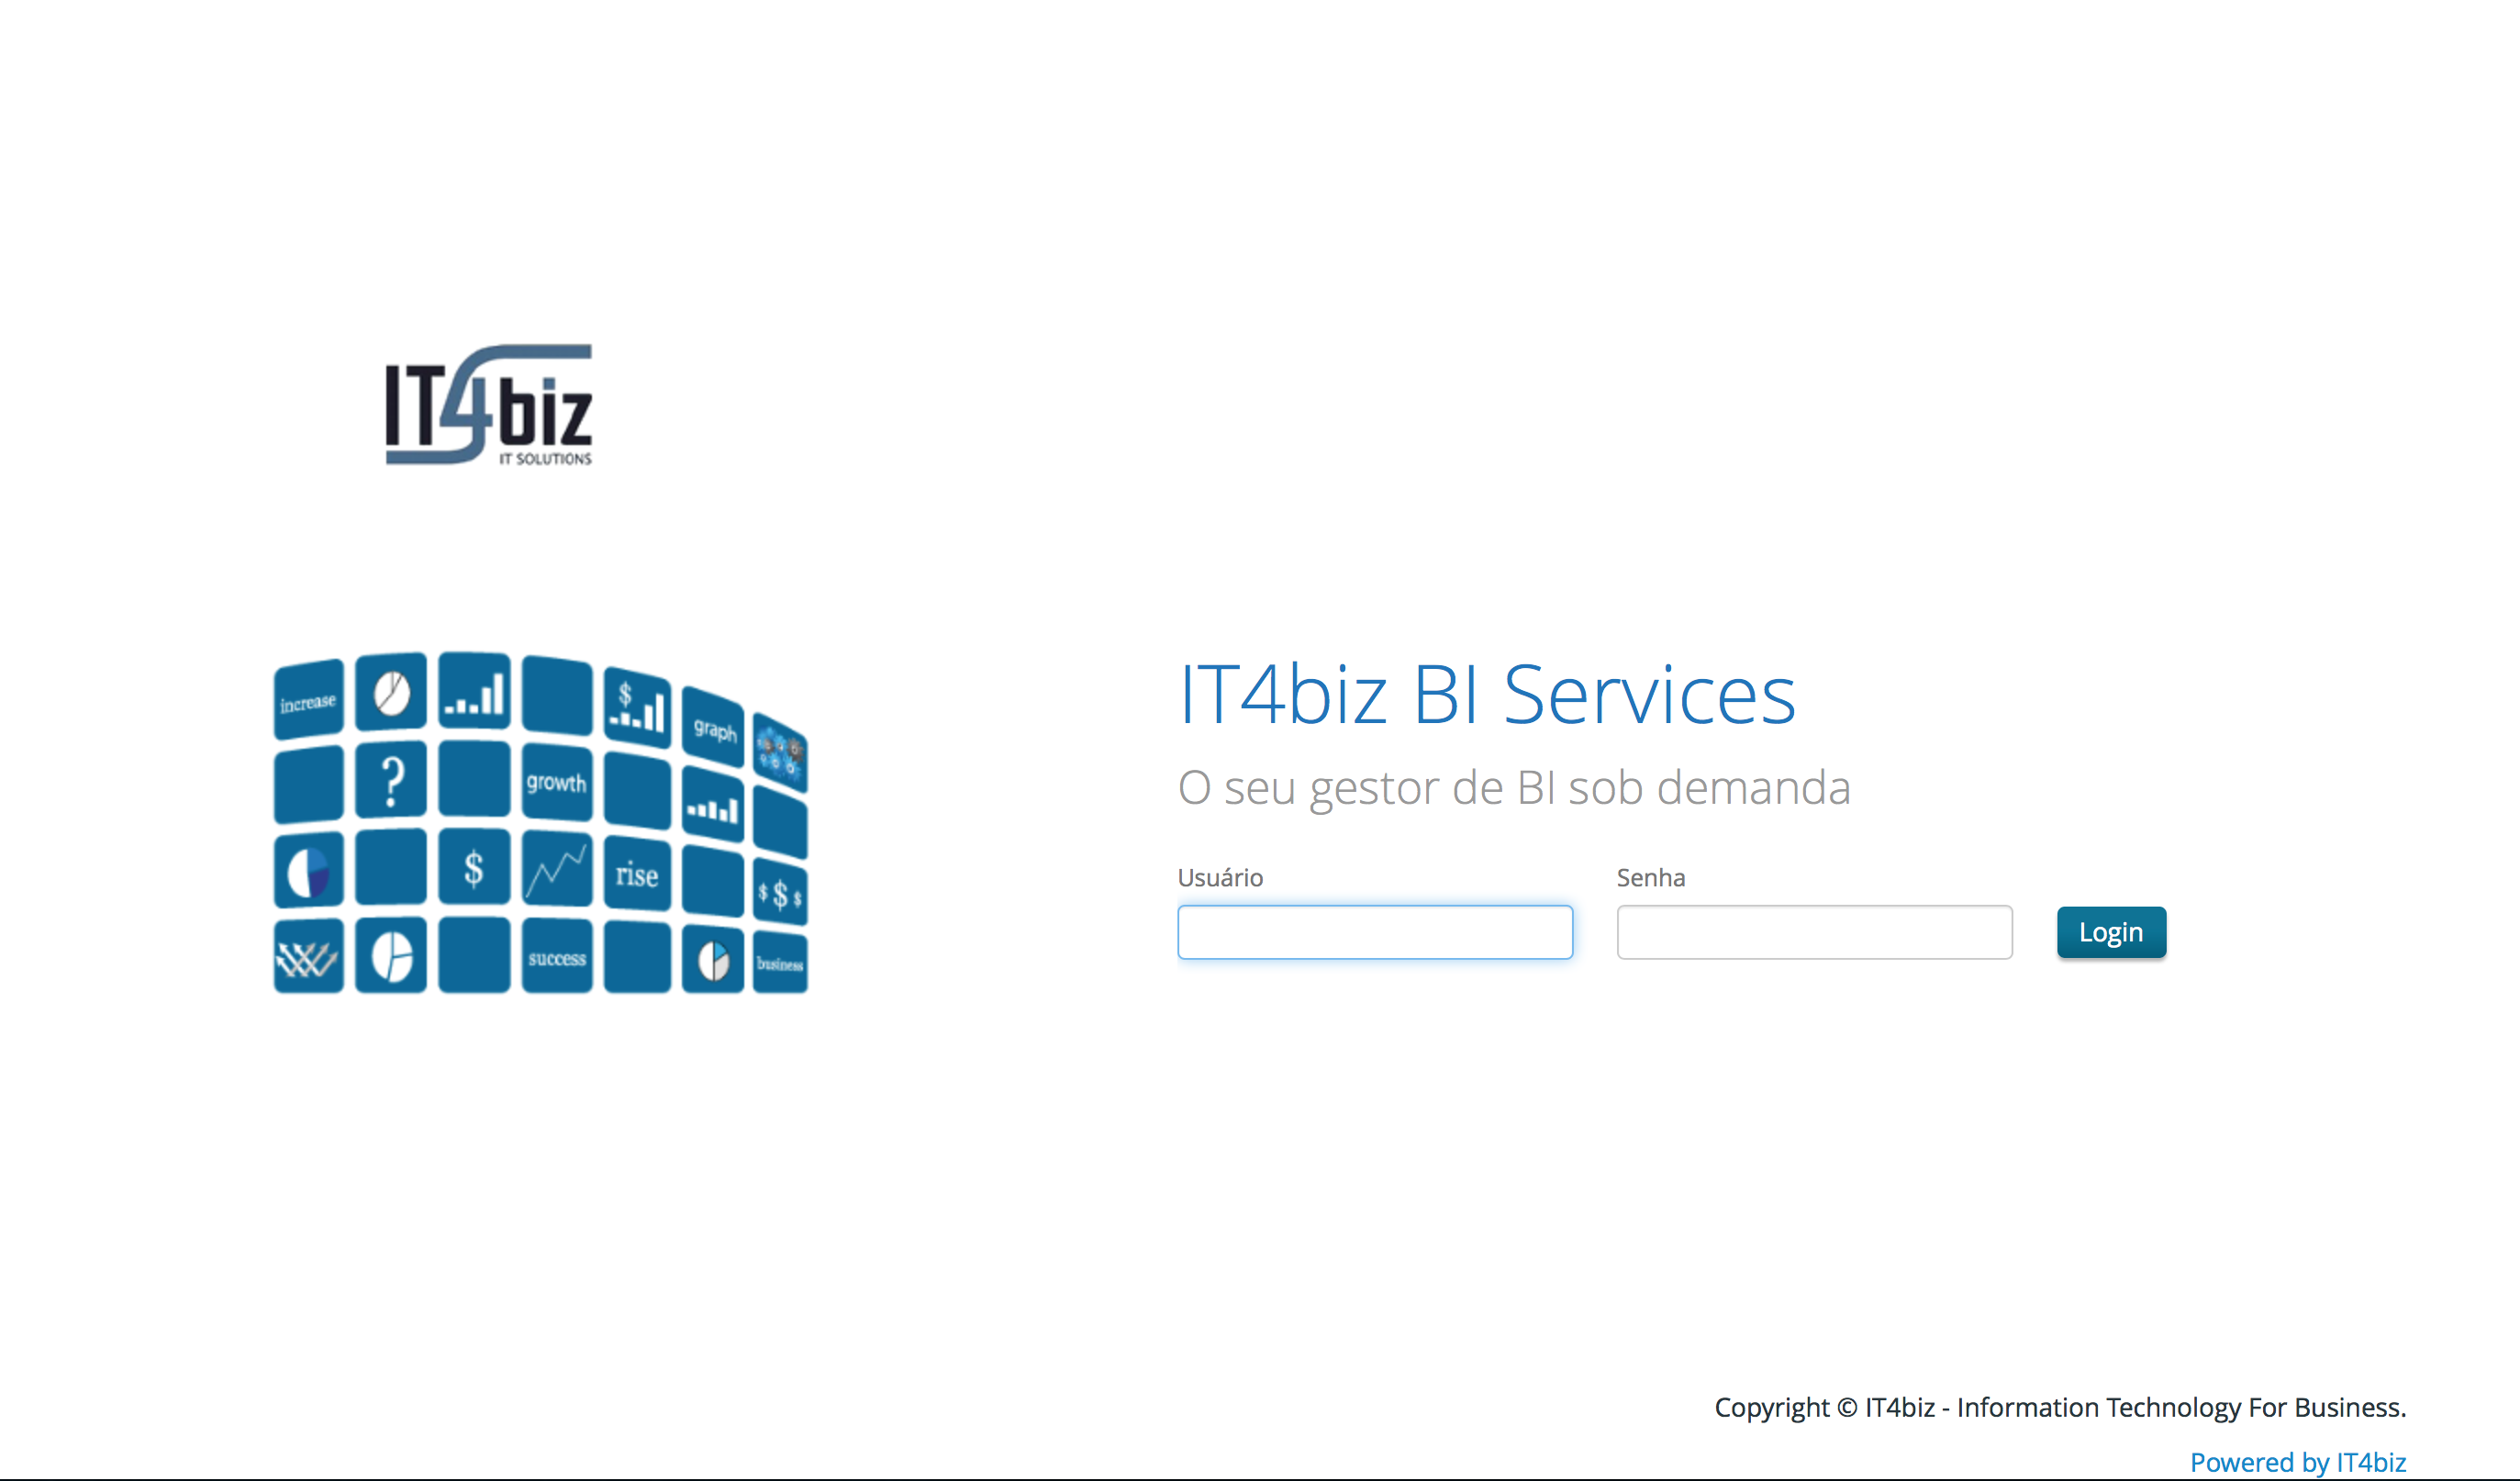 IT4biz
IT SOLUTIONS
increase
$
graph
?
growth
$
rise
$ $ $
success
business
IT4biz BI Services
O seu gestor de BI sob demanda
Usuário
Senha
Login
Copyright © IT4biz - Information Technology For Business.
Powered by IT4biz